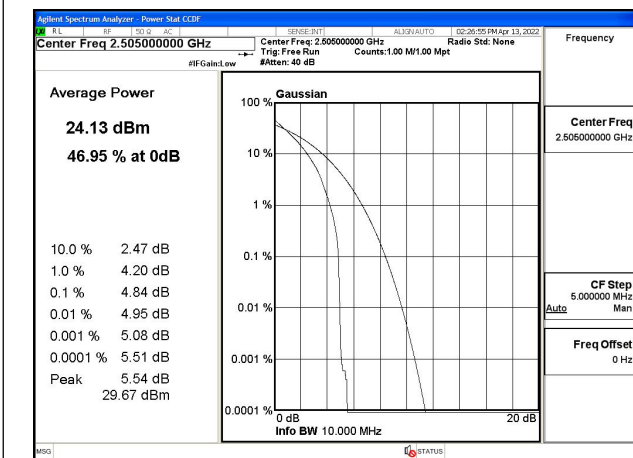 Agilent Spectrum Analyzer - Power Stat CCDF
LXI RL RF 50 Ω AC SENSE:INT ALIGN AUTO 02:26:55 PM Apr 13, 2022
Center Freq 2.505000000 GHz
Center Freq: 2.505000000 GHz Radio Std: None
Trig: Free Run Counts:1.00 M/1.00 Mpt
#IFGain:Low #Atten: 40 dB
Frequency
Center Freq
2.505000000 GHz
CF Step
5.000000 MHz
Auto Man
Freq Offset
0 Hz
Average Power
24.13 dBm
46.95 % at 0dB
10.0 % 2.47 dB
1.0 % 4.20 dB
0.1 % 4.84 dB
0.01 % 4.95 dB
0.001 % 5.08 dB
0.0001 % 5.51 dB
Peak 5.54 dB
29.67 dBm
Gaussian
100 %
10 %
1 %
0.1 %
0.01 %
0.001 %
0.0001 %
0 dB 20 dB
Info BW 10.000 MHz
MSG STATUS